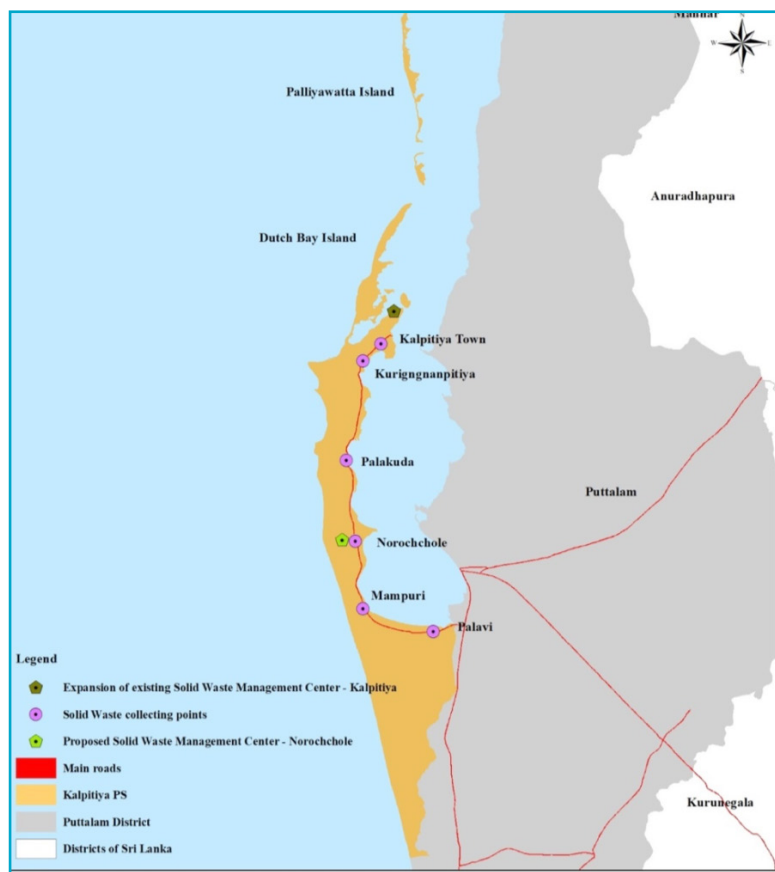 Mannar
N
W E
S
Palliyawatta Island
Anuradhapura
Dutch Bay Island
Kalpitiya Town
Kurigngnanpitiya
Palakuda
Puttalam
Norochchole
Mampuri
Palavi
Legend
Expansion of existing Solid Waste Management Center - Kalpitiya
Solid Waste collecting points
Proposed Solid Waste Management Center - Norochchole
Main roads
Kalpitiya PS
Kurunegala
Puttalam District
Districts of Sri Lanka